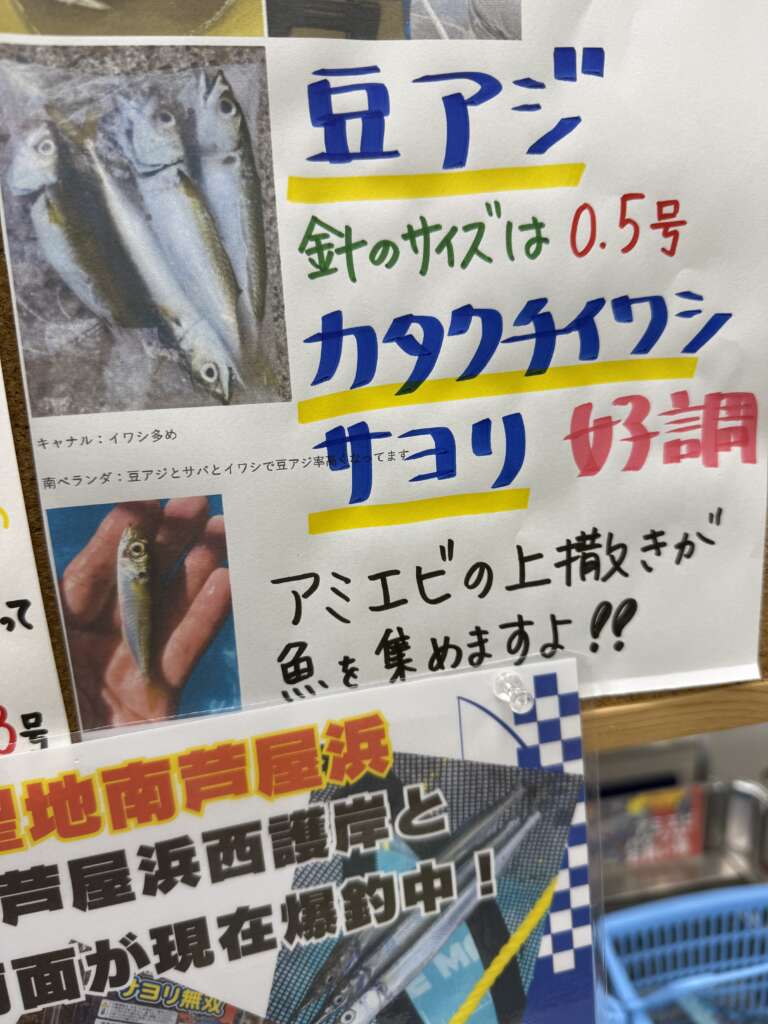 豆アジ
針のサイズは 0.5号
カタクチイワシ
サヨリ 好調
キャナル：イワシ多め
南ベランダ：豆アジとサバとイワシで豆アジ率高くなってます
アミエビの上撒きが
魚を集めますよ!!
って
号
地南芦屋浜
芦屋浜西護岸と
面が現在爆釣中！
サヨリ無双